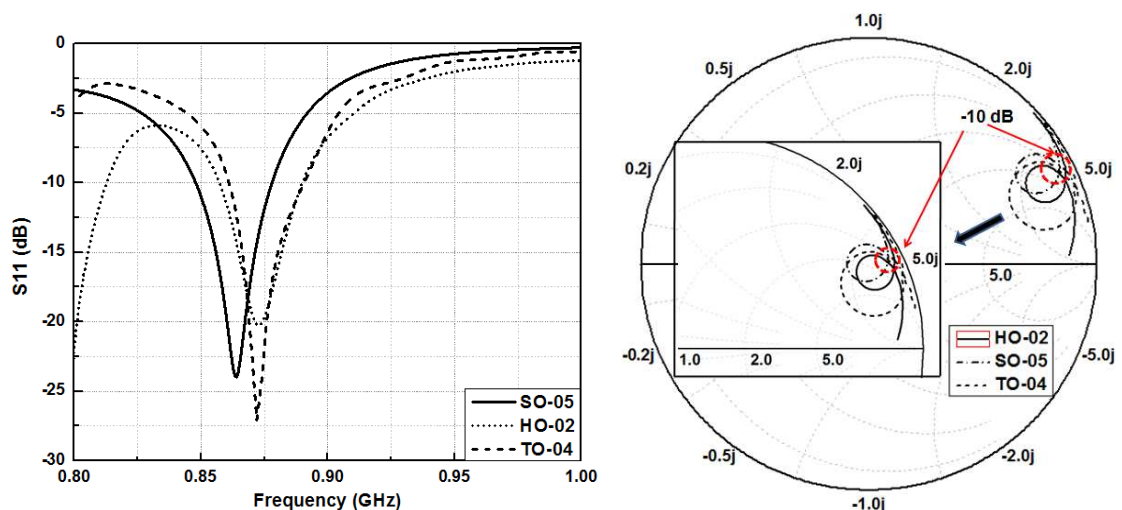 0
-5
-10
-15
-20
-25
-30
S11 (dB)
0.80
0.85
0.90
0.95
1.00
Frequency (GHz)
SO-05
HO-02
TO-04
1.0j
0.5j
2.0j
-10 dB
0.2j
5.0j
2.0j
5.0j
5.0
1.0
2.0
5.0
-0.2j
-5.0j
HO-02
SO-05
TO-04
-0.5j
-2.0j
-1.0j